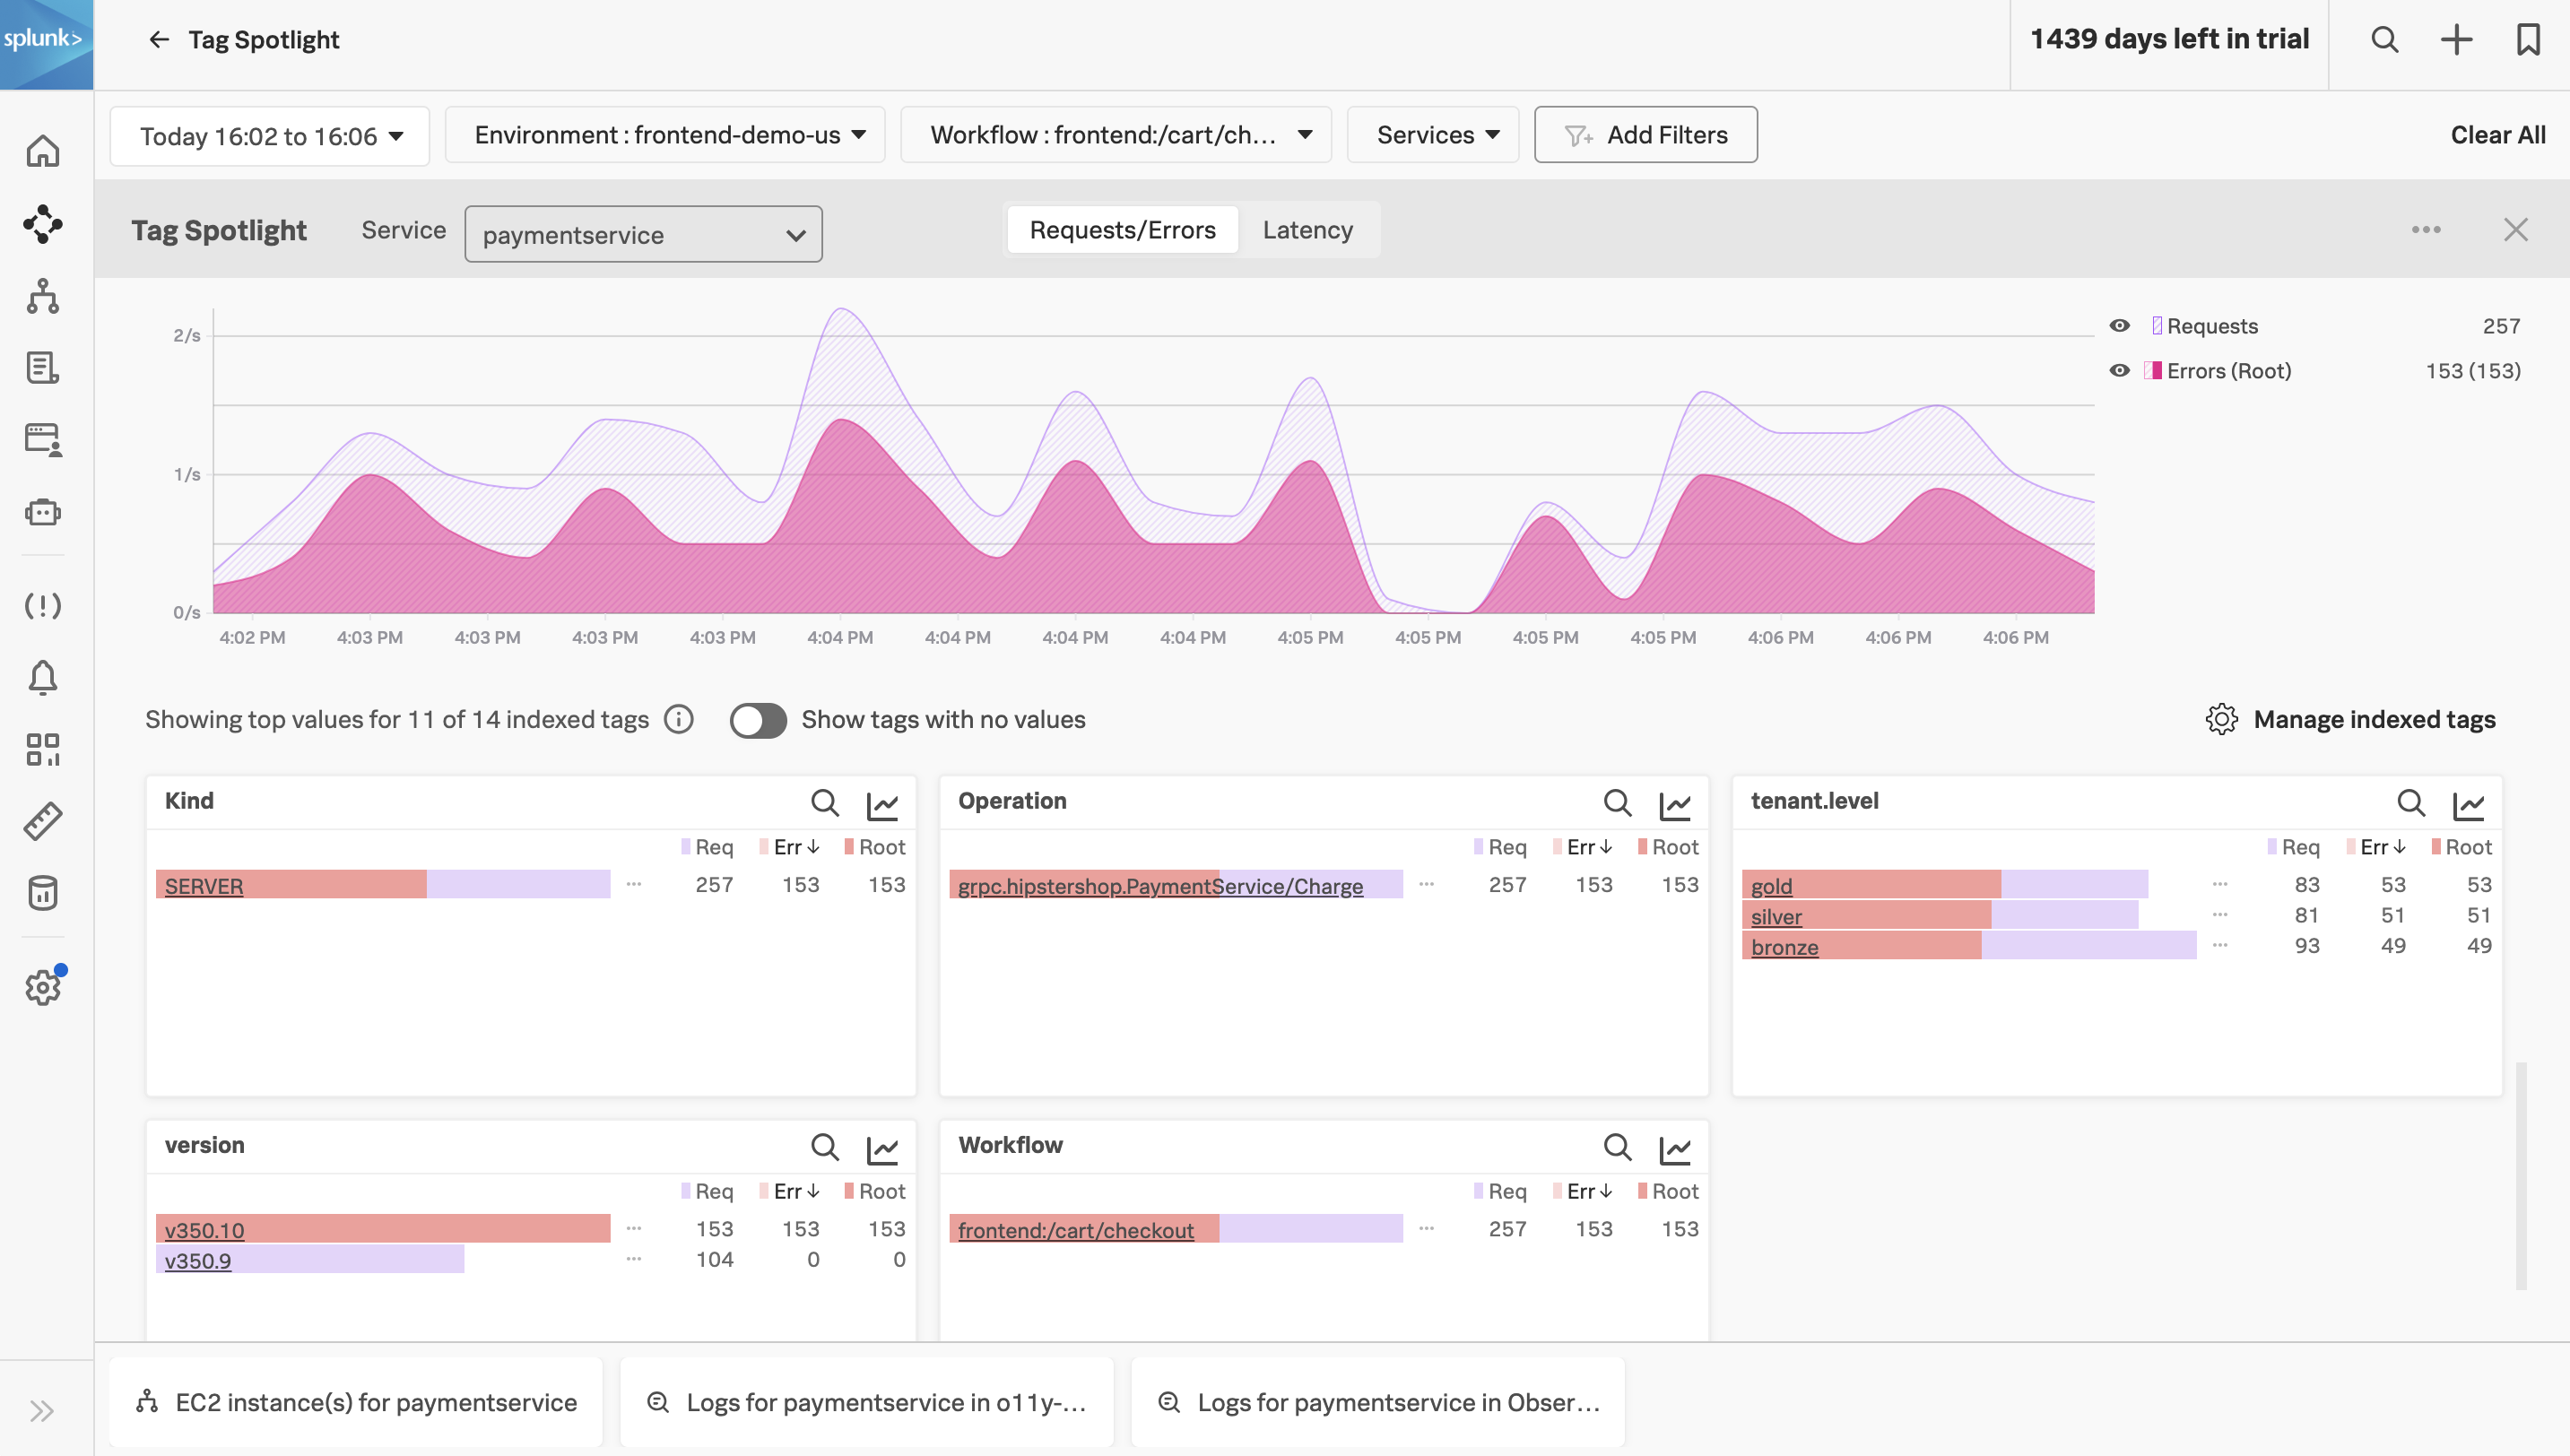 splunk>
Tag Spotlight
1439 days left in trial
Today 16:02 to 16:06
Environment : frontend-demo-us
Workflow : frontend:/cart/ch...
Services
Add Filters
Clear All
Tag Spotlight
Service
paymentservice
Requests/Errors
Latency
2/s
1/s
0/s
4:02 PM 4:03 PM 4:03 PM 4:03 PM 4:03 PM 4:04 PM 4:04 PM 4:04 PM 4:04 PM 4:05 PM 4:05 PM 4:05 PM 4:05 PM 4:06 PM 4:06 PM 4:06 PM
Requests 257
Errors (Root) 153 (153)
Showing top values for 11 of 14 indexed tags
Show tags with no values
Manage indexed tags
Kind
Req Err Root
SERVER 257 153 153
Operation
Req Err Root
grpc.hipstershop.PaymentService/Charge 257 153 153
tenant.level
Req Err Root
gold 83 53 53
silver 81 51 51
bronze 93 49 49
version
Req Err Root
v350.10 153 153 153
v350.9 104 0 0
Workflow
Req Err Root
frontend:/cart/checkout 257 153 153
EC2 instance(s) for paymentservice
Logs for paymentservice in o11y-...
Logs for paymentservice in Obser...